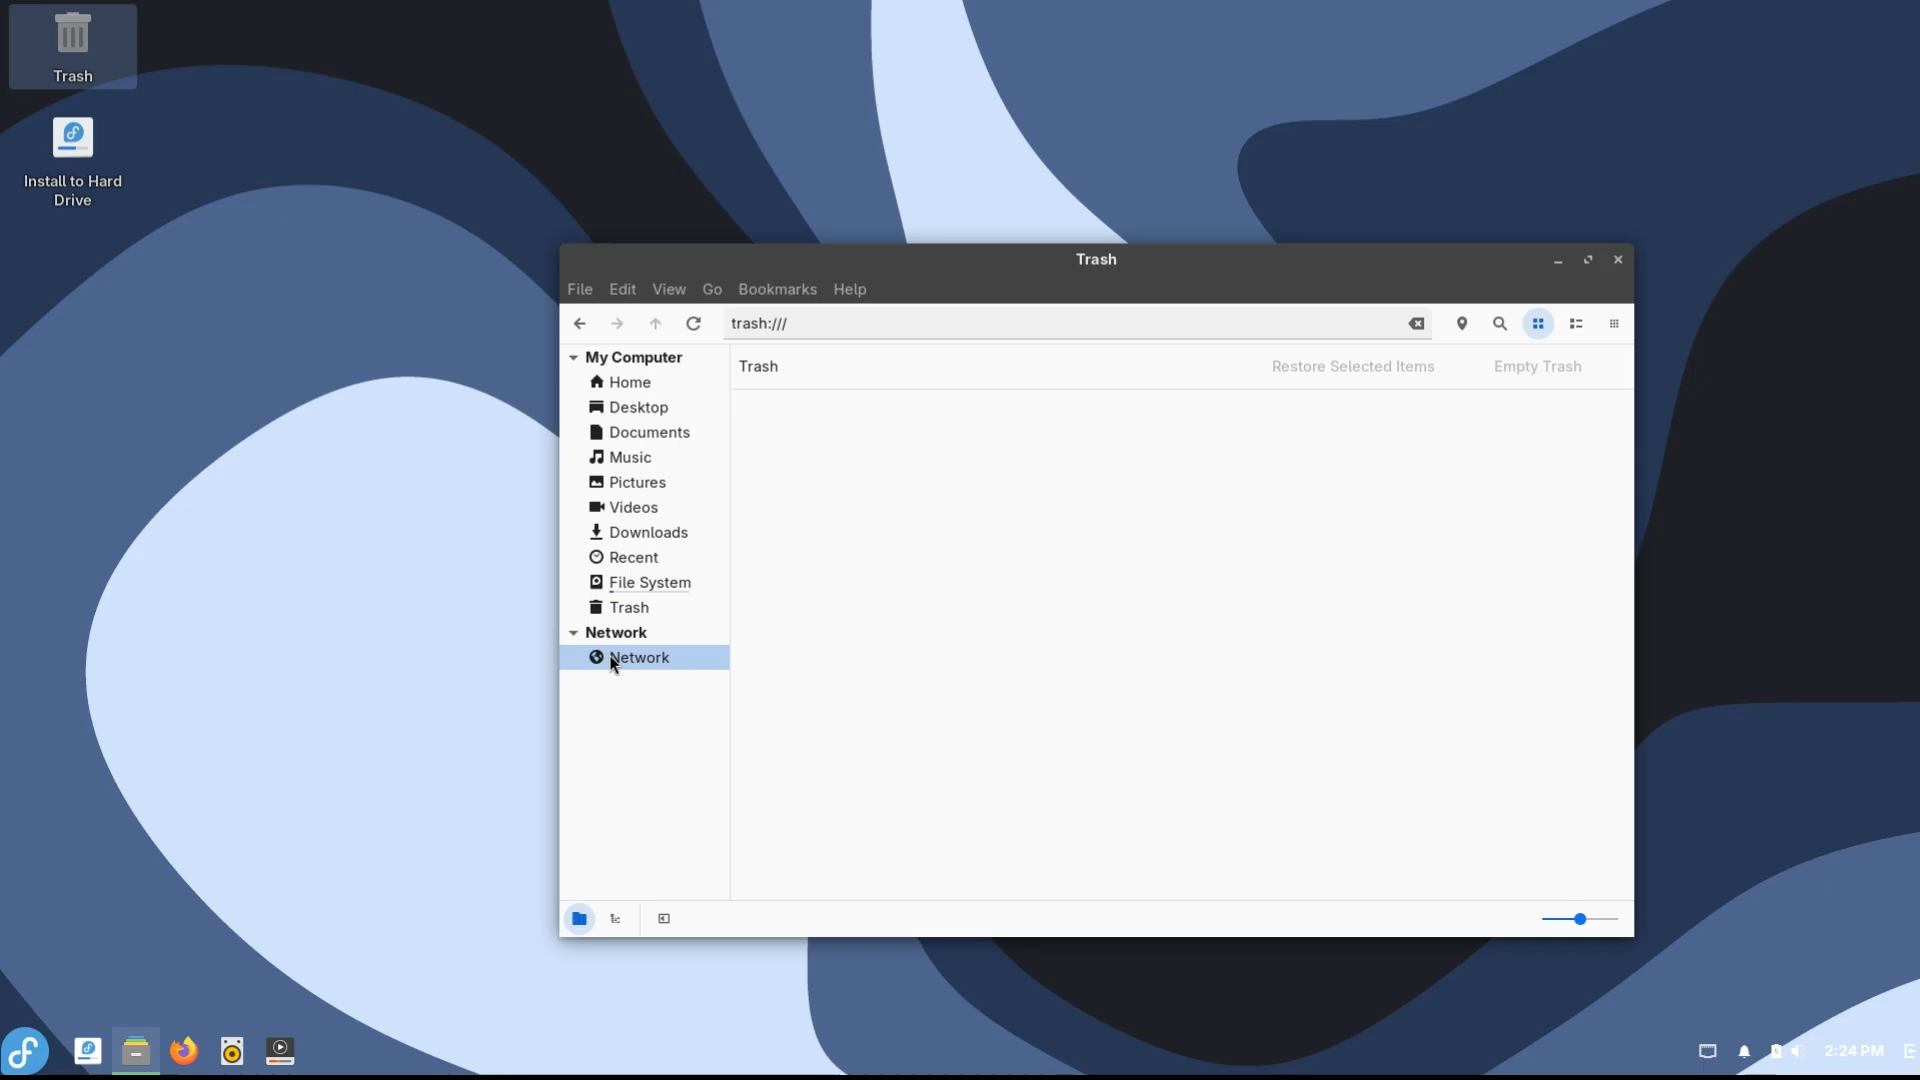 Trash
Install to Hard
Drive
Trash
File Edit View Go Bookmarks Help
trash:///
My Computer
Home
Desktop
Documents
Music
Pictures
Videos
Downloads
Recent
File System
Trash
Network
Network
Trash Restore Selected Items Empty Trash
2:24 PM